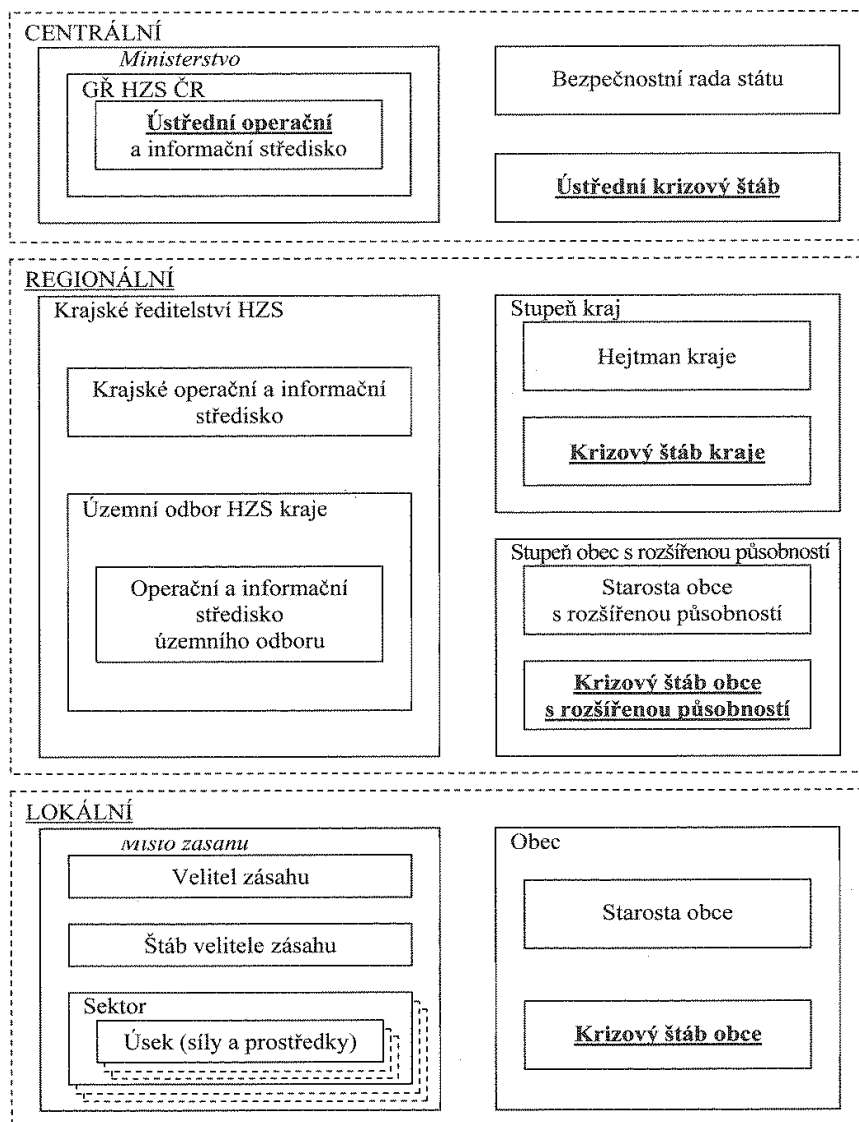 CENTRÁLNÍ
Ministerstvo
GŘ HZS ČR
Ústřední operační
a informační středisko
Bezpečnostní rada státu
Ústřední krizový štáb
REGIONÁLNÍ
Krajské ředitelství HZS
Krajské operační a informační
středisko
Územní odbor HZS kraje
Operační a informační
středisko
územního odboru
Stupeň kraj
Hejtman kraje
Krizový štáb kraje
Stupeň obec s rozšířenou působností
Starosta obce
s rozšířenou působností
Krizový štáb obce
s rozšířenou působností
LOKÁLNÍ
Místo zásahu
Velitel zásahu
Štáb velitele zásahu
Sektor
Úsek (síly a prostředky)
Obec
Starosta obce
Krizový štáb obce